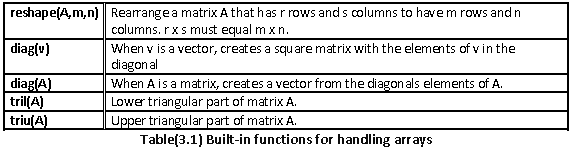 reshape(A,m,n) Rearrange a matrix A that has r rows and s columns to have m rows and n
columns. r x s must equal m x n.
diag(v) When v is a vector, creates a square matrix with the elements of v in the
diagonal
diag(A) When A is a matrix, creates a vector from the diagonals elements of A.
tril(A) Lower triangular part of matrix A.
triu(A) Upper triangular part of matrix A.
Table(3.1) Built-in functions for handling arrays